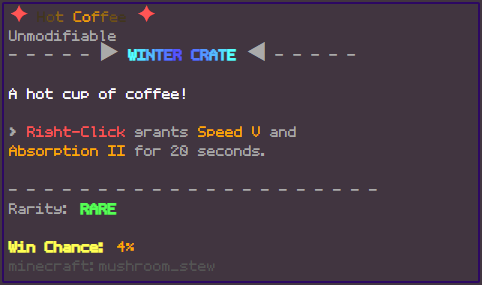 ✦ Hot Coffee ✦
Unmodifiable
- - - - - ▶ WINTER CRATE ◀ - - - - -
A hot cup of coffee!
> Right-Click grants Speed V and
Absorption II for 20 seconds.
- - - - - - - - - - - - - - - - - - - - -
Rarity: RARE
Win Chance: 4%
minecraft:mushroom_stew